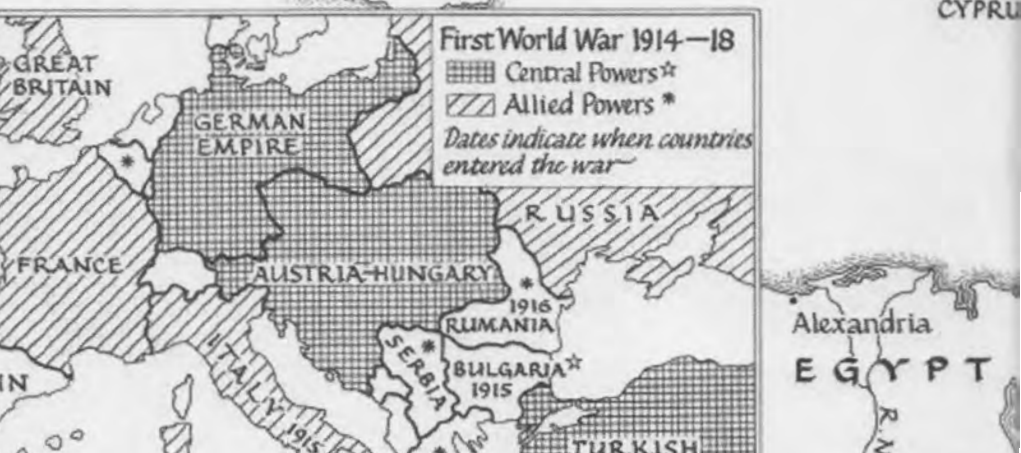 CYPRU
First World War 1914–18
Central Powers☆
Allied Powers *
Dates indicate when countries
entered the war
GREAT
BRITAIN
GERMAN
EMPIRE
*
RUSSIA
FRANCE
AUSTRIA-HUNGARY
*
1916
RUMANIA
Alexandria
ITALY
1915
SERBIA
*
BULGARIA☆
1915
EGYPT
IN
*
TURKISH